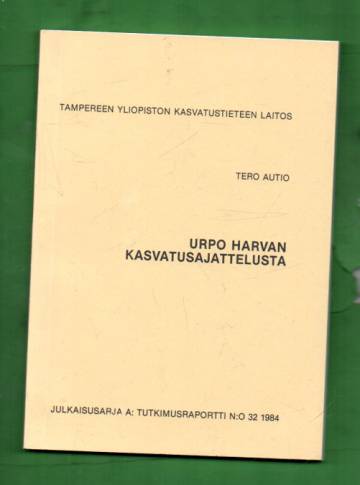 TAMPEREEN YLIOPISTON KASVATUSTIETEEN LAITOS
TERO AUTIO
URPO HARVAN
KASVATUSAJATTELUSTA
JULKAISUSARJA A: TUTKIMUSRAPORTTI N:O 32 1984